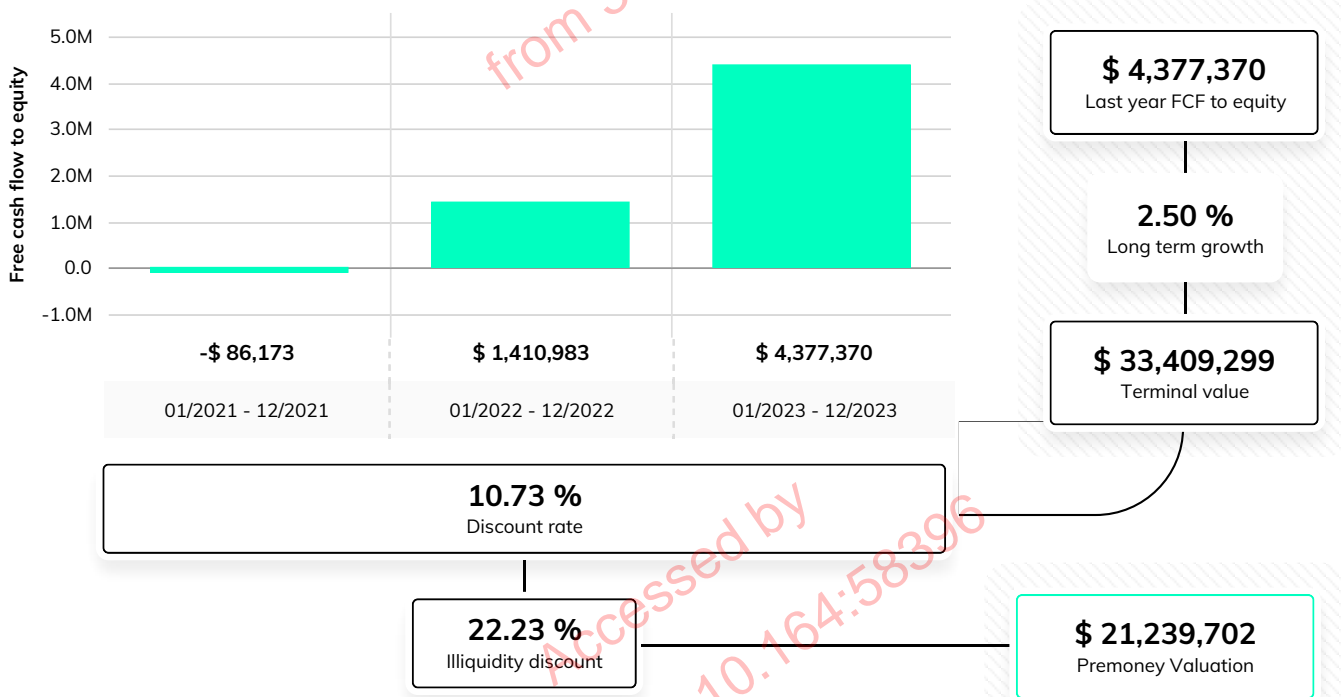 5.0M
4.0M
3.0M
2.0M
1.0M
0.0
-1.0M
Free cash flow to equity
-$ 86,173
$ 1,410,983
$ 4,377,370
01/2021 - 12/2021
01/2022 - 12/2022
01/2023 - 12/2023
$ 4,377,370
Last year FCF to equity
2.50 %
Long term growth
$ 33,409,299
Terminal value
10.73 %
Discount rate
22.23 %
Illiquidity discount
$ 21,239,702
Premoney Valuation
Accessed by
from
10.164:58396